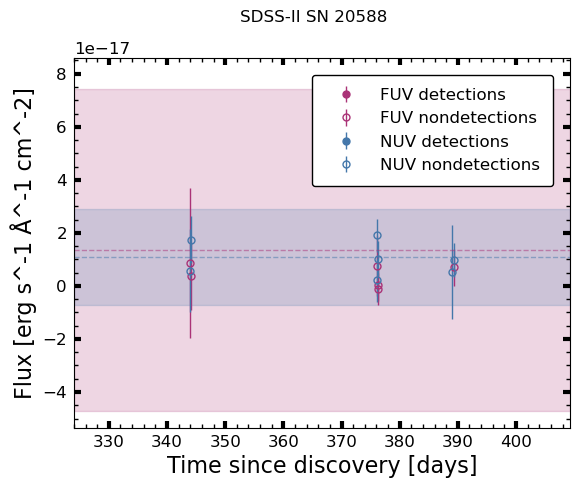 SDSS-II SN 20588
1e−17
8
6
4
2
0
−2
−4
Flux [erg s^-1 Å^-1 cm^-2]
FUV detections
FUV nondetections
NUV detections
NUV nondetections
330 340 350 360 370 380 390 400
Time since discovery [days]